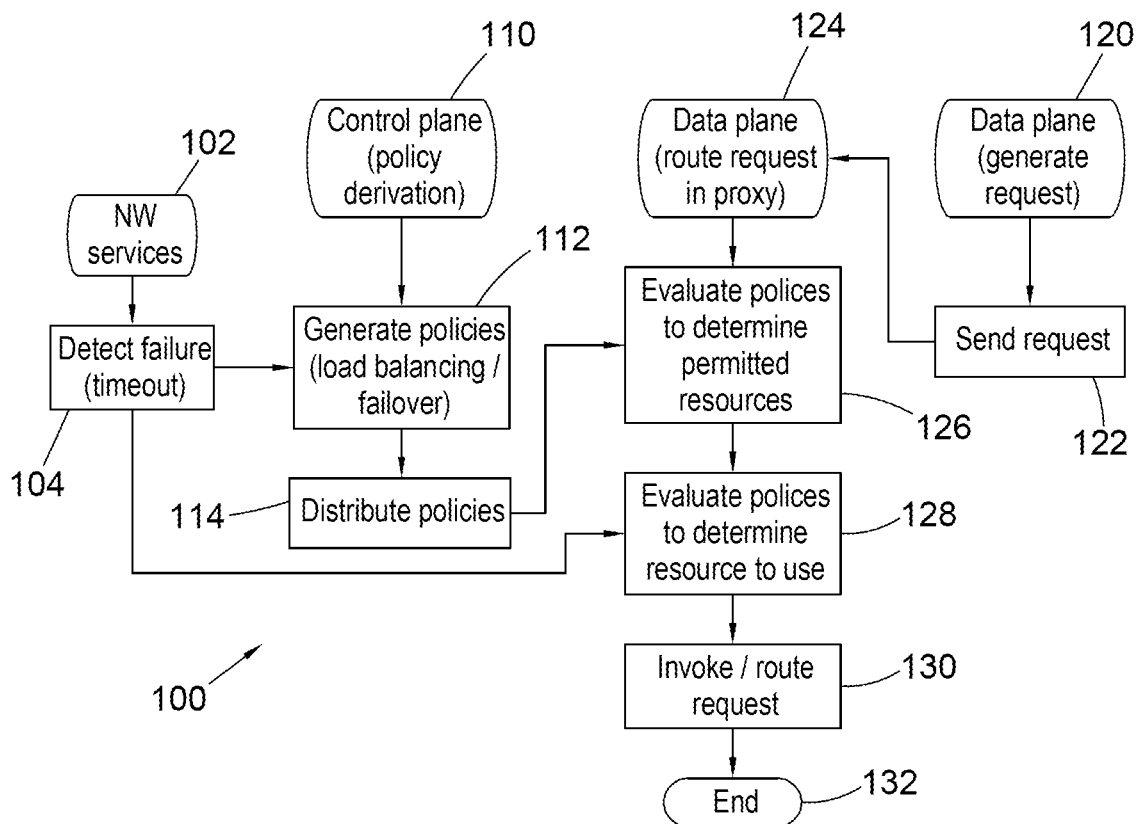 110
124
120
Control plane
(policy
derivation)
Data plane
(route request
in proxy)
Data plane
(generate
request)
102
NW
services
112
Detect failure
(timeout)
Generate policies
(load balancing /
failover)
Evaluate polices
to determine
permitted
resources
Send request
104
126
122
114
Distribute policies
Evaluate polices
to determine
resource to use
128
100
Invoke / route
request
130
End
132